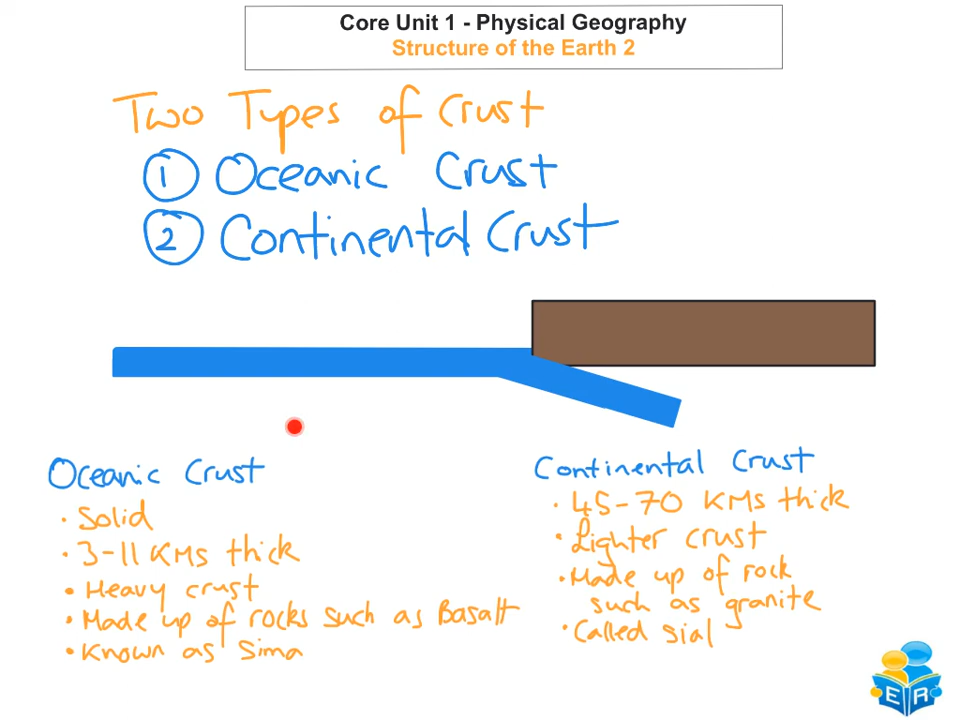 Core Unit 1 - Physical Geography
Structure of the Earth 2
Two Types of Crust
1 Oceanic Crust
2 Continental Crust
Oceanic Crust
• Solid
• 3-11 KMs thick
• Heavy crust
• Made up of rocks such as Basalt
• Known as Sima
Continental Crust
• 45-70 KMs thick
• Lighter crust
• Made up of rock
such as granite
• Called sial
E R